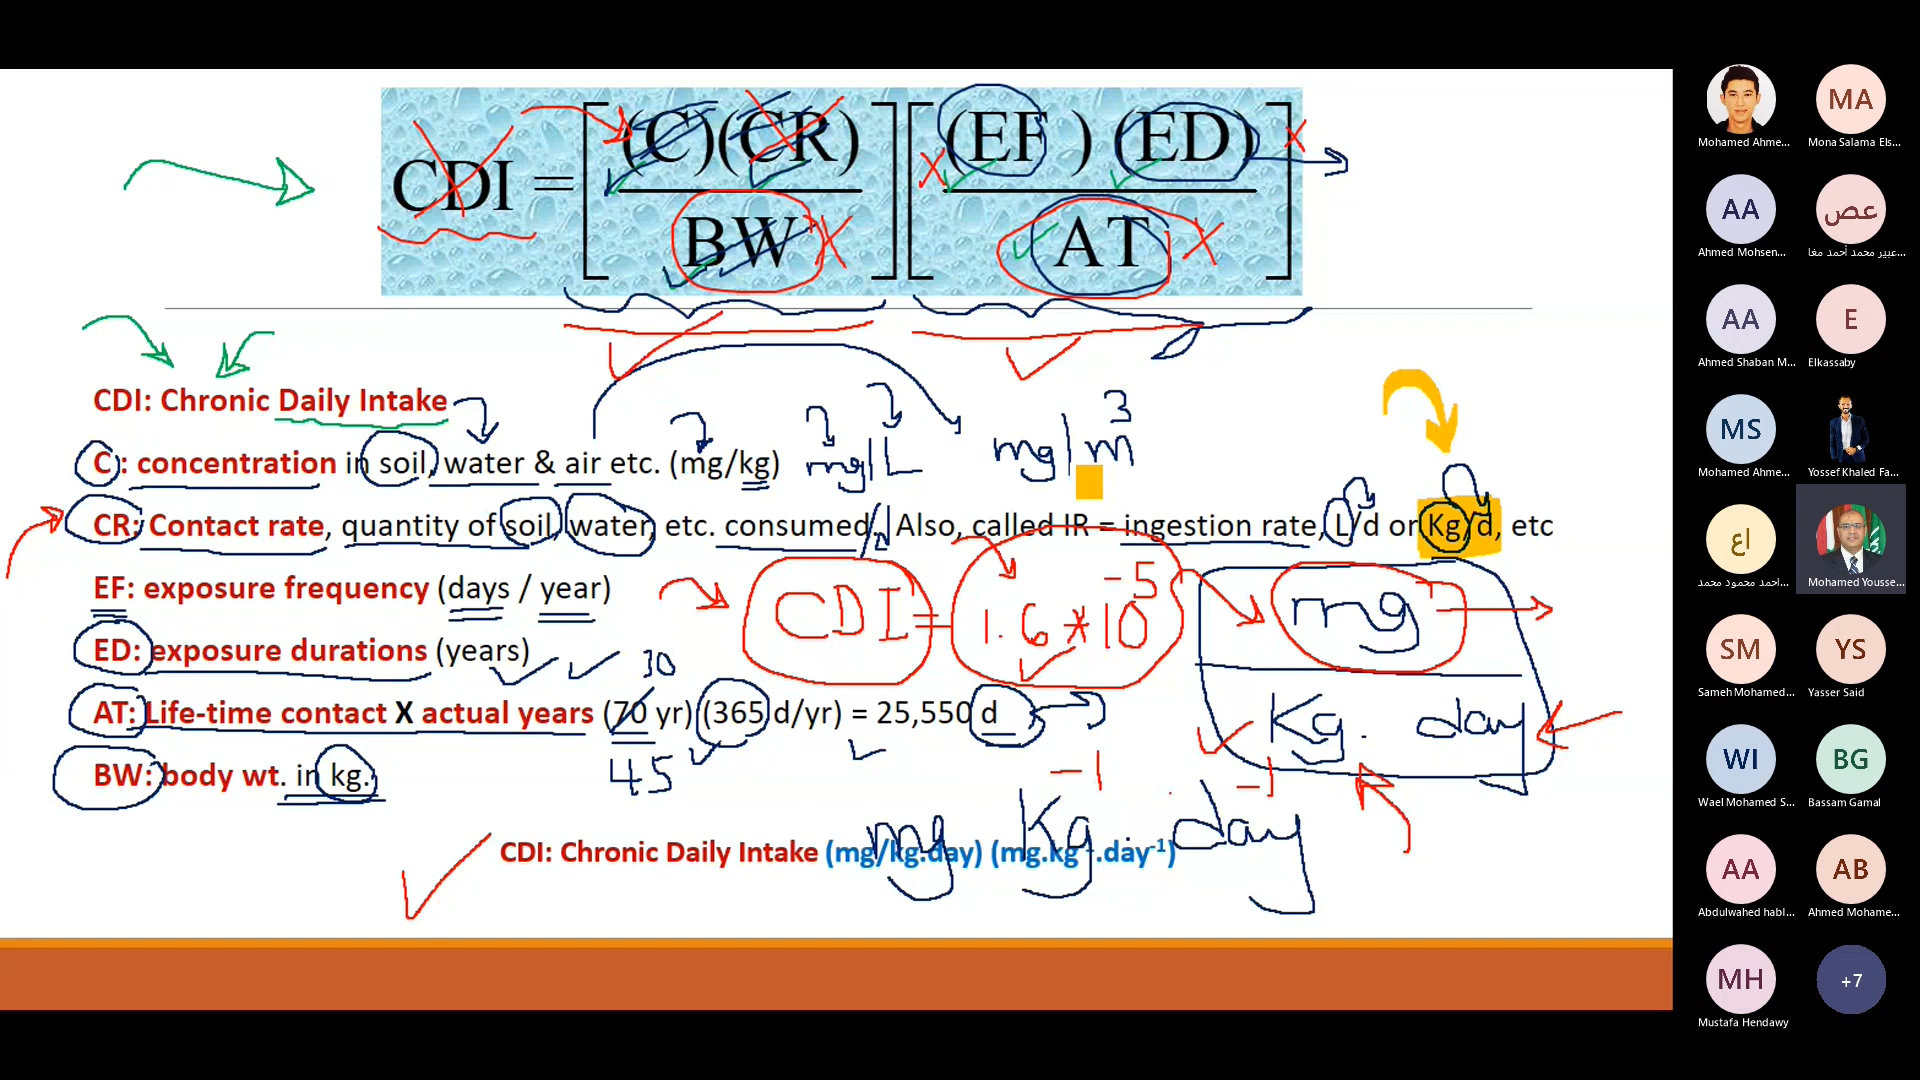 CDI = [(C)(CR) / BW] [(EF ) (ED) / AT]
CDI: Chronic Daily Intake
C : concentration in soil, water & air etc. (mg/kg) mg/L mg/m3
CR: Contact rate, quantity of soil, water, etc. consumed/d Also, called IR = ingestion rate, L/d or Kg/d, etc
EF: exposure frequency (days / year)
CDI = 1.6*10-5 mg
ED: exposure durations (years)
30
AT: Life-time contact X actual years (70 yr) (365 d/yr) = 25,550 d
Kg. day
BW: body wt. in kg.
45
mg Kg-1 day-1
CDI: Chronic Daily Intake (mg/kg.day) (mg.kg-1.day-1)
Mohamed Ahme...
MA
Mona Salama Els...
AA
Ahmed Mohsen...
عص
عبير محمد أحمد مغا...
AA
Ahmed Shaban M...
E
Elkassaby
MS
Mohamed Ahme...
Yossef Khaled Fa...
اع
احمد محمود محمد...
Mohamed Yousse...
SM
Sameh Mohamed...
YS
Yasser Said
WI
Wael Mohamed S...
BG
Bassam Gamal
AA
Abdulwahed habl...
AB
Ahmed Mohame...
MH
Mustafa Hendawy
+7